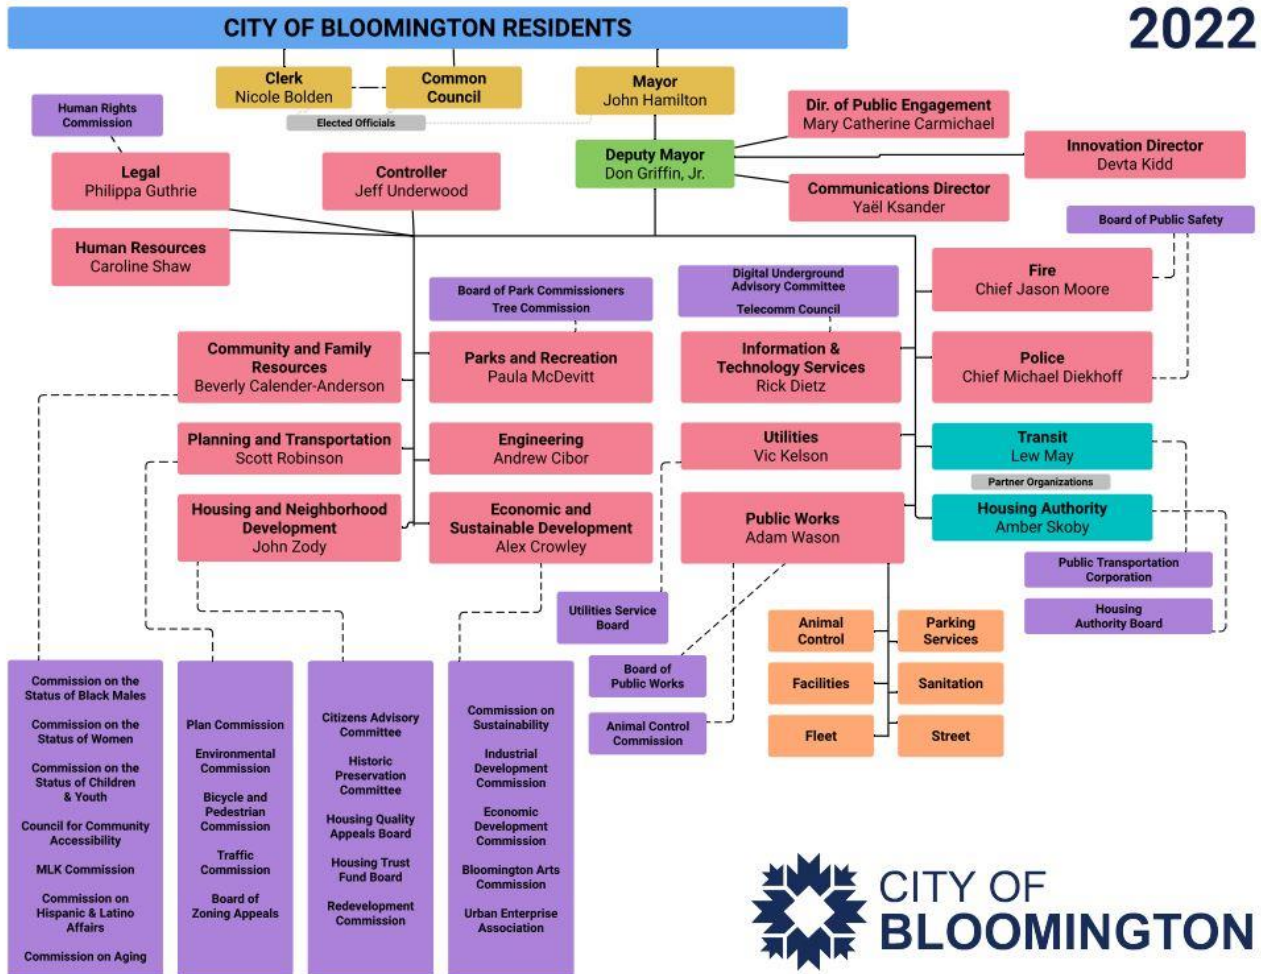 CITY OF BLOOMINGTON RESIDENTS
2022
Clerk
Nicole Bolden
Common
Council
Mayor
John Hamilton
Elected Officials
Human Rights
Commission
Dir. of Public Engagement
Mary Catherine Carmichael
Legal
Philippa Guthrie
Controller
Jeff Underwood
Deputy Mayor
Don Griffin, Jr.
Innovation Director
Devta Kidd
Communications Director
Yaël Ksander
Board of Public Safety
Human Resources
Caroline Shaw
Fire
Chief Jason Moore
Board of Park Commissioners
Tree Commission
Digital Underground
Advisory Committee
Telecomm Council
Community and Family
Resources
Beverly Calender-Anderson
Parks and Recreation
Paula McDevitt
Information &
Technology Services
Rick Dietz
Police
Chief Michael Diekhoff
Planning and Transportation
Scott Robinson
Engineering
Andrew Cibor
Utilities
Vic Kelson
Transit
Lew May
Partner Organizations
Housing and Neighborhood
Development
John Zody
Economic and
Sustainable Development
Alex Crowley
Public Works
Adam Wason
Housing Authority
Amber Skoby
Public Transportation
Corporation
Housing
Authority Board
Utilities Service
Board
Board of
Public Works
Animal Control
Commission
Animal
Control
Parking
Services
Facilities
Sanitation
Fleet
Street
Commission on the
Status of Black Males
Commission on the
Status of Women
Commission on the
Status of Children
& Youth
Council for Community
Accessibility
MLK Commission
Commission on
Hispanic & Latino
Affairs
Commission on Aging
Plan Commission
Environmental
Commission
Bicycle and
Pedestrian
Commission
Traffic
Commission
Board of
Zoning Appeals
Citizens Advisory
Committee
Historic
Preservation
Committee
Housing Quality
Appeals Board
Housing Trust
Fund Board
Redevelopment
Commission
Commission on
Sustainability
Industrial
Development
Commission
Economic
Development
Commission
Bloomington Arts
Commission
Urban Enterprise
Association
CITY OF
BLOOMINGTON